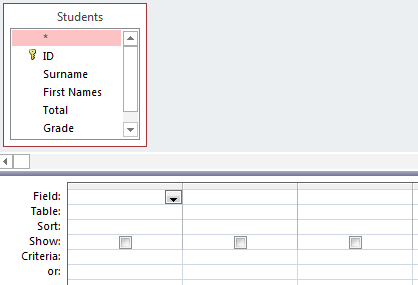 Students
*
ID
Surname
First Names
Total
Grade
Field:
Table:
Sort:
Show:
Criteria:
or: